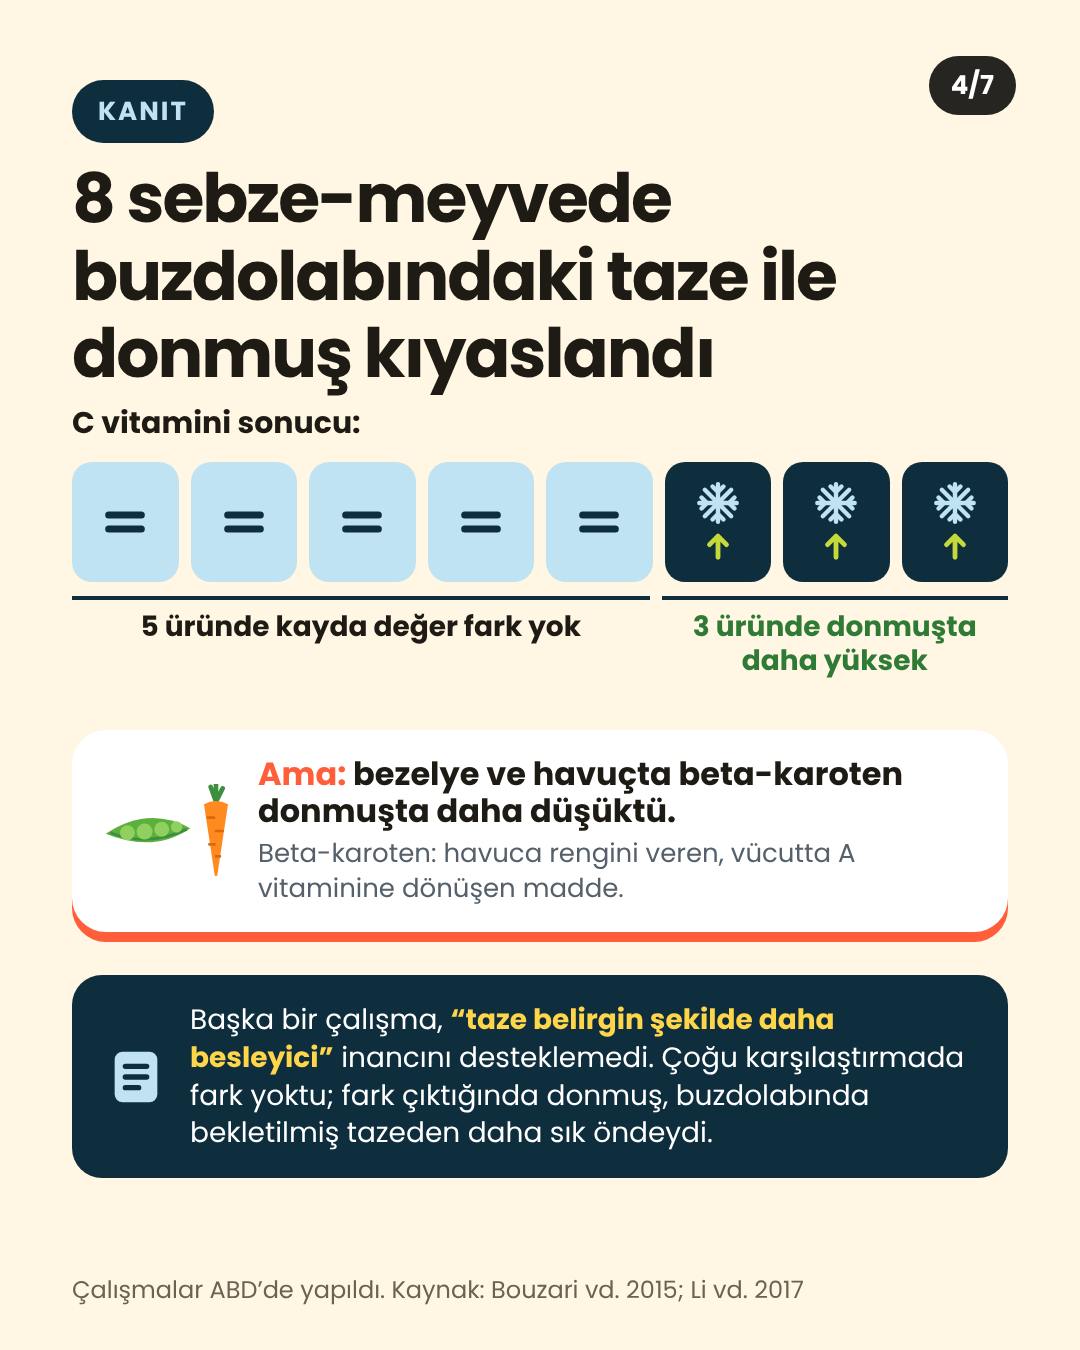 KANIT
4/7
8 sebze-meyvede
buzdolabındaki taze ile
donmuş kıyaslandı
C vitamini sonucu:
5 üründe kayda değer fark yok
3 üründe donmuşta
daha yüksek
Ama: bezelye ve havuçta beta-karoten
donmuşta daha düşüktü.
Beta-karoten: havuca rengini veren, vücutta A
vitaminine dönüşen madde.
Başka bir çalışma, “taze belirgin şekilde daha
besleyici” inancını desteklemedi. Çoğu karşılaştırmada
fark yoktu; fark çıktığında donmuş, buzdolabında
bekletilmiş tazeden daha sık öndeydi.
Çalışmalar ABD’de yapıldı. Kaynak: Bouzari vd. 2015; Li vd. 2017